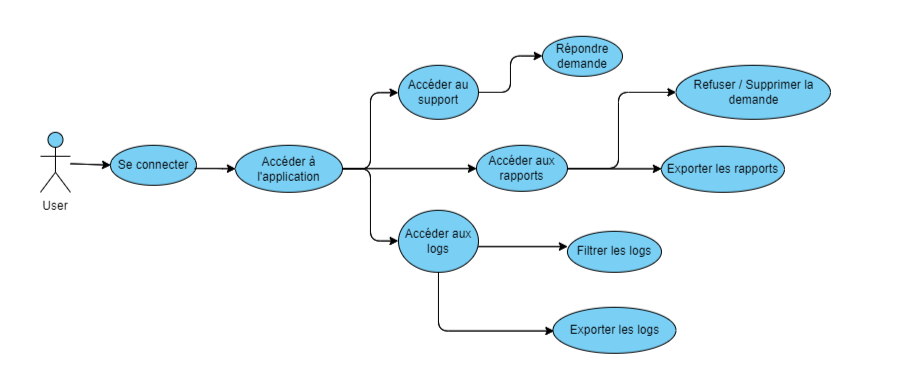 User
Se connecter
Accéder à
l'application
Accéder au
support
Répondre
demande
Accéder aux
rapports
Refuser / Supprimer la
demande
Exporter les rapports
Accéder aux
logs
Filtrer les logs
Exporter les logs